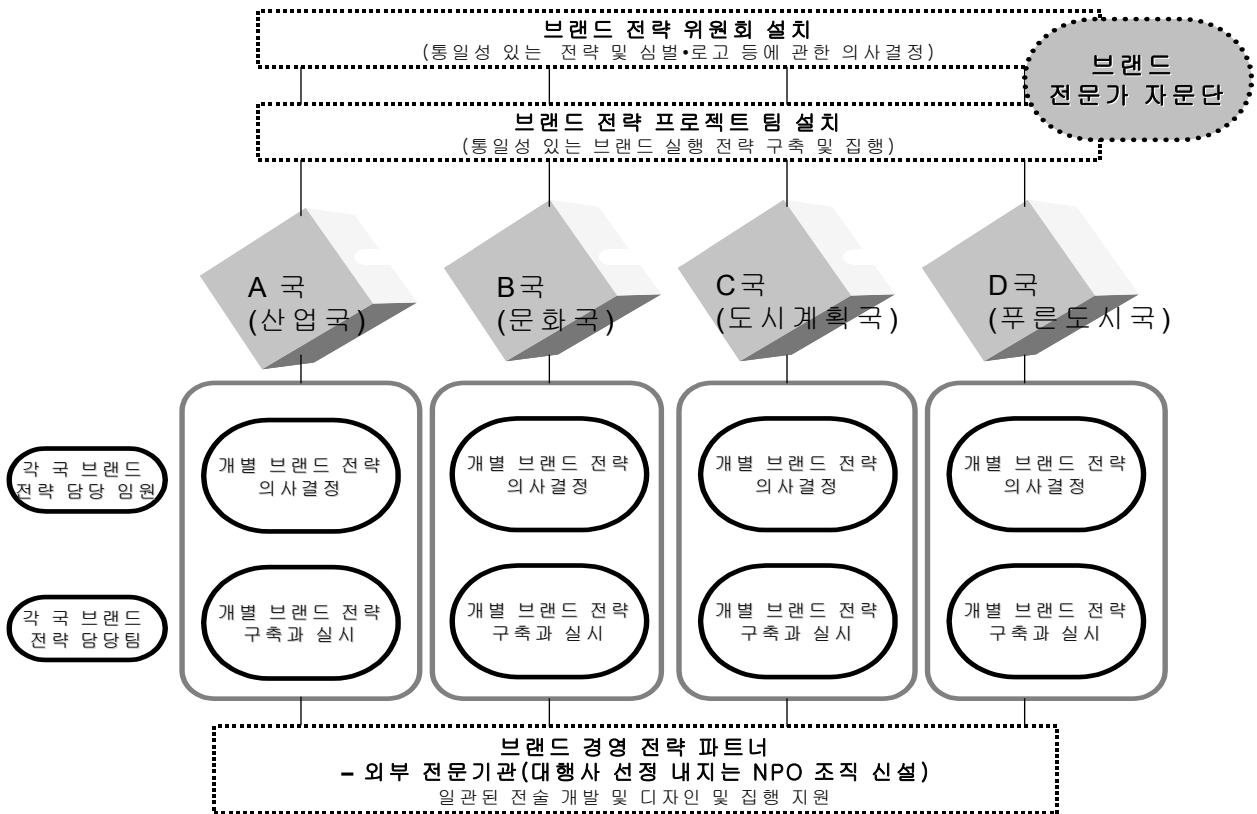 브랜드 전략 위원회 설치
(통일성 있는 전략 및 심벌•로고 등에 관한 의사결정)
브랜드
전문가 자문단
브랜드 전략 프로젝트 팀 설치
(통일성 있는 브랜드 실행 전략 구축 및 집행)
A 국
(산업국)
B국
(문화국)
C국
(도시계획국)
D국
(푸른도시국)
각 국 브랜드
전략 담당 임원
개별 브랜드 전략
의사결정
개별 브랜드 전략
의사결정
개별 브랜드 전략
의사결정
개별 브랜드 전략
의사결정
각 국 브랜드
전략 담당팀
개별 브랜드 전략
구축과 실시
개별 브랜드 전략
구축과 실시
개별 브랜드 전략
구축과 실시
개별 브랜드 전략
구축과 실시
브랜드 경영 전략 파트너
– 외부 전문기관(대행사 선정 내지는 NPO 조직 신설)
일관된 전술 개발 및 디자인 및 집행 지원